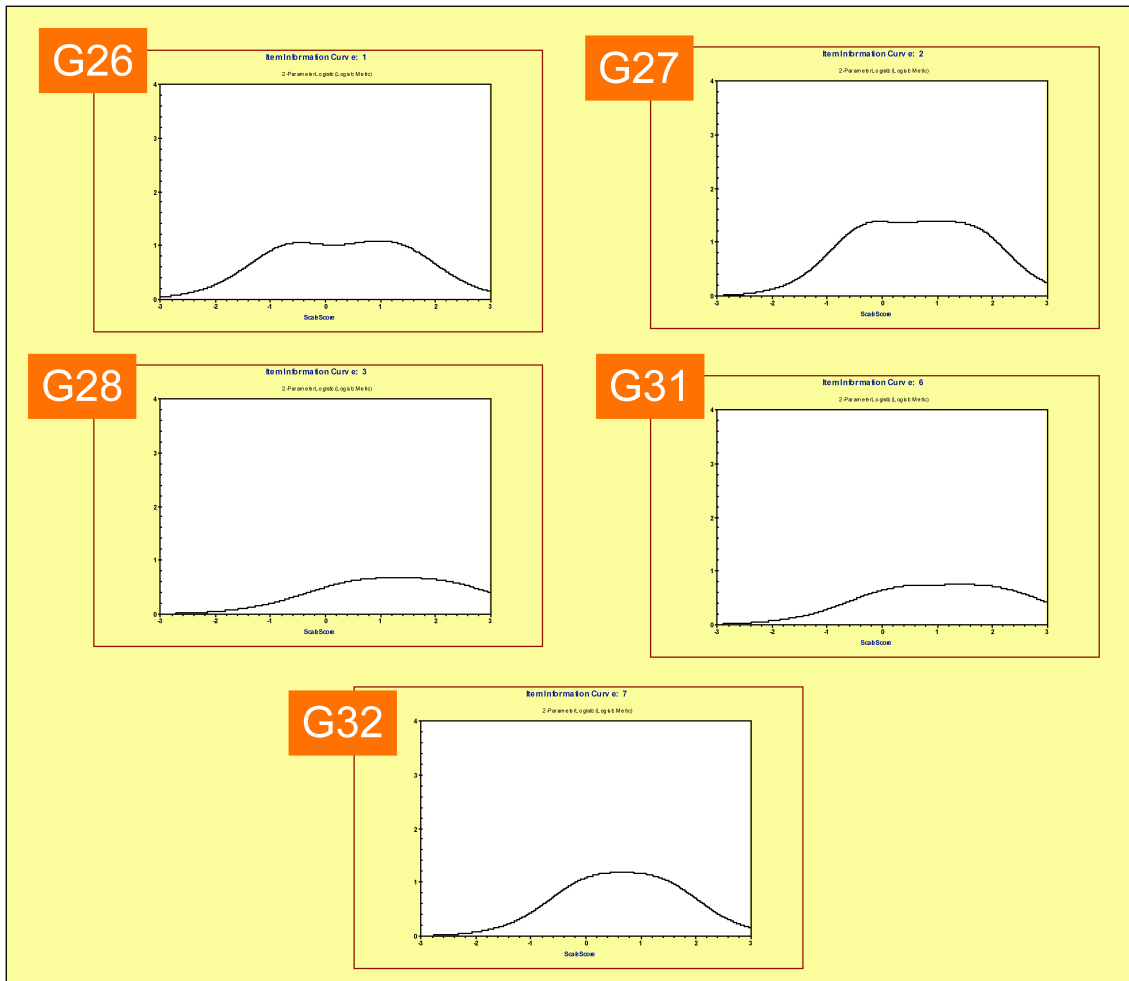 G26
Item Information Curve: 1
2-Parameter Logistic (Logistic Metric)
4
3
2
1
0
-3 -2 -1 0 1 2 3
Scale Score
G27
Item Information Curve: 2
2-Parameter Logistic (Logistic Metric)
4
3
2
1
0
-3 -2 -1 0 1 2 3
Scale Score
G28
Item Information Curve: 3
2-Parameter Logistic (Logistic Metric)
4
3
2
1
0
-3 -2 -1 0 1 2 3
Scale Score
G31
Item Information Curve: 6
2-Parameter Logistic (Logistic Metric)
4
3
2
1
0
-3 -2 -1 0 1 2 3
Scale Score
G32
Item Information Curve: 7
2-Parameter Logistic (Logistic Metric)
4
3
2
1
0
-3 -2 -1 0 1 2 3
Scale Score